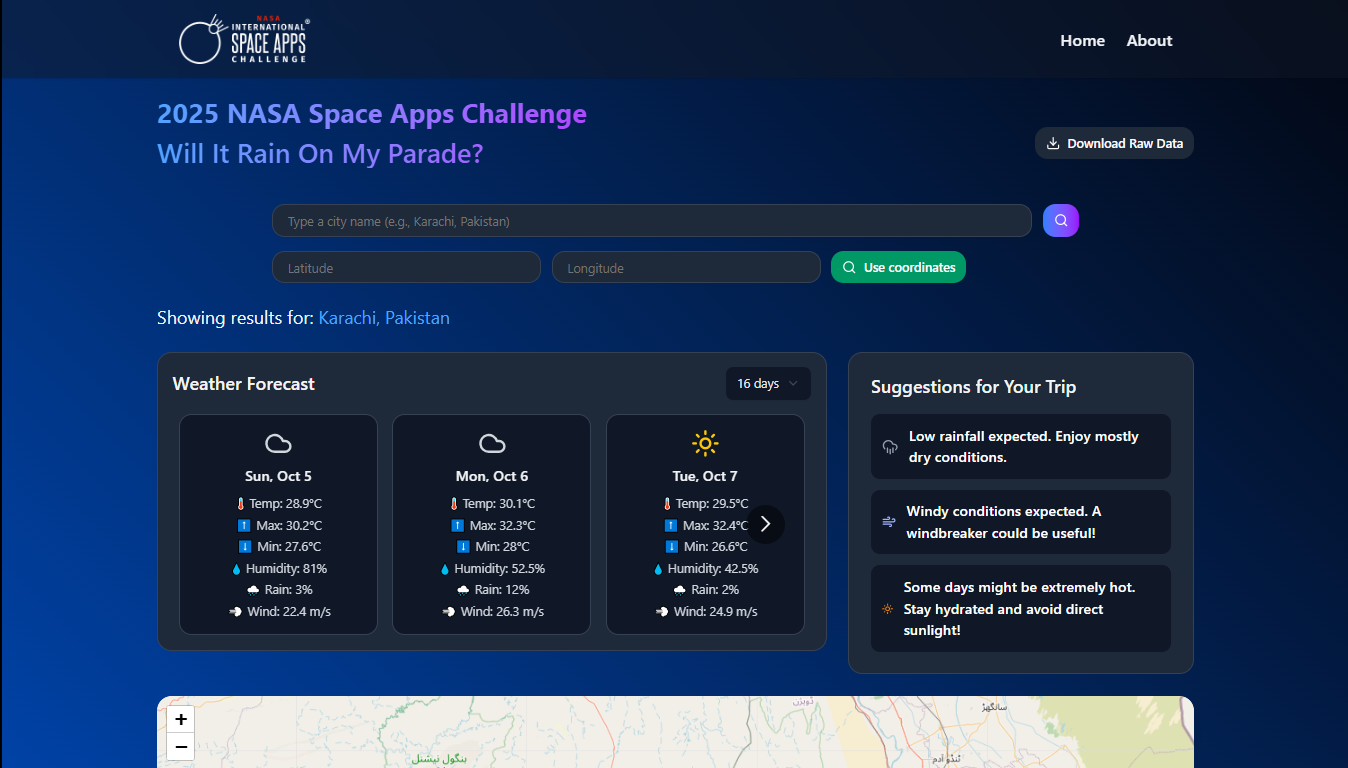 NASA
INTERNATIONAL
SPACE APPS
CHALLENGE
®
Home
About
2025 NASA Space Apps Challenge
Will It Rain On My Parade?
Download Raw Data
Type a city name (e.g., Karachi, Pakistan)
Latitude
Longitude
Use coordinates
Showing results for: Karachi, Pakistan
Weather Forecast
16 days
Sun, Oct 5
Temp: 28.9°C
Max: 30.2°C
Min: 27.6°C
Humidity: 81%
Rain: 3%
Wind: 22.4 m/s
Mon, Oct 6
Temp: 30.1°C
Max: 32.3°C
Min: 28°C
Humidity: 52.5%
Rain: 12%
Wind: 26.3 m/s
Tue, Oct 7
Temp: 29.5°C
Max: 32.4°C
Min: 26.6°C
Humidity: 42.5%
Rain: 2%
Wind: 24.9 m/s
Suggestions for Your Trip
Low rainfall expected. Enjoy mostly
dry conditions.
Windy conditions expected. A
windbreaker could be useful!
Some days might be extremely hot.
Stay hydrated and avoid direct
sunlight!
+
−
ڈویژن
سانگھڑ
ہنگول نیشنل
ٹنڈو آدم